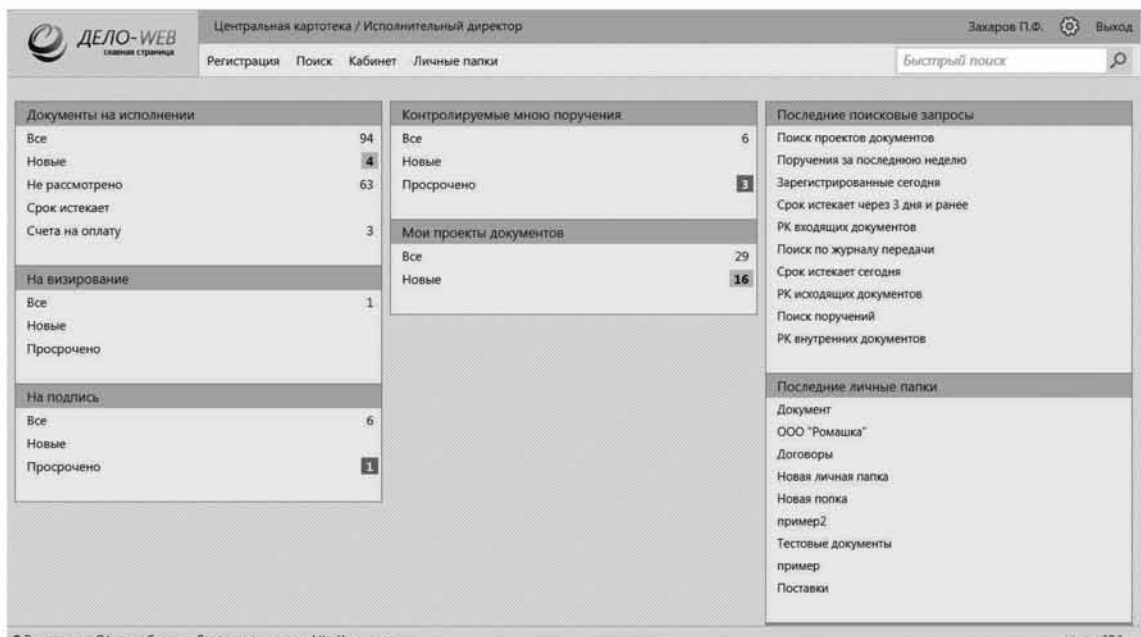 ДЕЛО-WEB
главная страница
Центральная картотека / Исполнительный директор
Захаров П.Ф.
Выход
Регистрация Поиск Кабинет Личные папки
Быстрый поиск
Документы на исполнении
Все 94
Новые 4
Не рассмотрено 63
Срок истекает
Счета на оплату 3
На визирование
Все 1
Новые
Просрочено
На подпись
Все 6
Новые
Просрочено 1
Контролируемые мною поручения
Все 6
Новые
Просрочено 3
Мои проекты документов
Все 29
Новые 16
Последние поисковые запросы
Поиск проектов документов
Поручения за последнюю неделю
Зарегистрированные сегодня
Срок истекает через 3 дня и ранее
РК входящих документов
Поиск по журналу передачи
Срок истекает сегодня
РК исходящих документов
Поиск поручений
РК внутренних документов
Последние личные папки
Документ
ООО "Ромашка"
Договоры
Новая личная папка
Новая попка
пример2
Тестовые документы
пример
Поставки